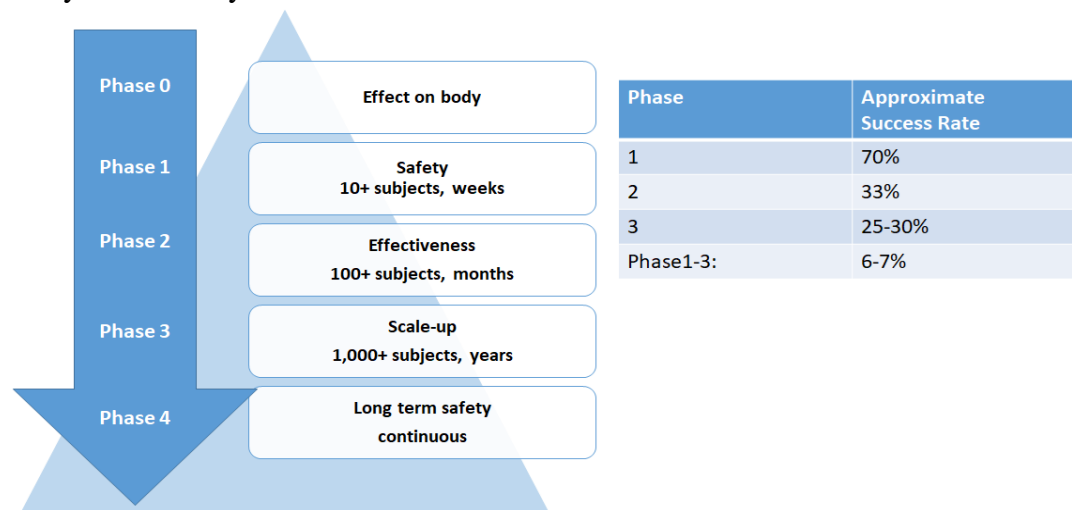 Phase 0
Effect on body
Phase 1
Safety
10+ subjects, weeks
Phase 2
Effectiveness
100+ subjects, months
Phase 3
Scale-up
1,000+ subjects, years
Phase 4
Long term safety
continuous
Phase Approximate
Success Rate
1 70%
2 33%
3 25-30%
Phase1-3: 6-7%